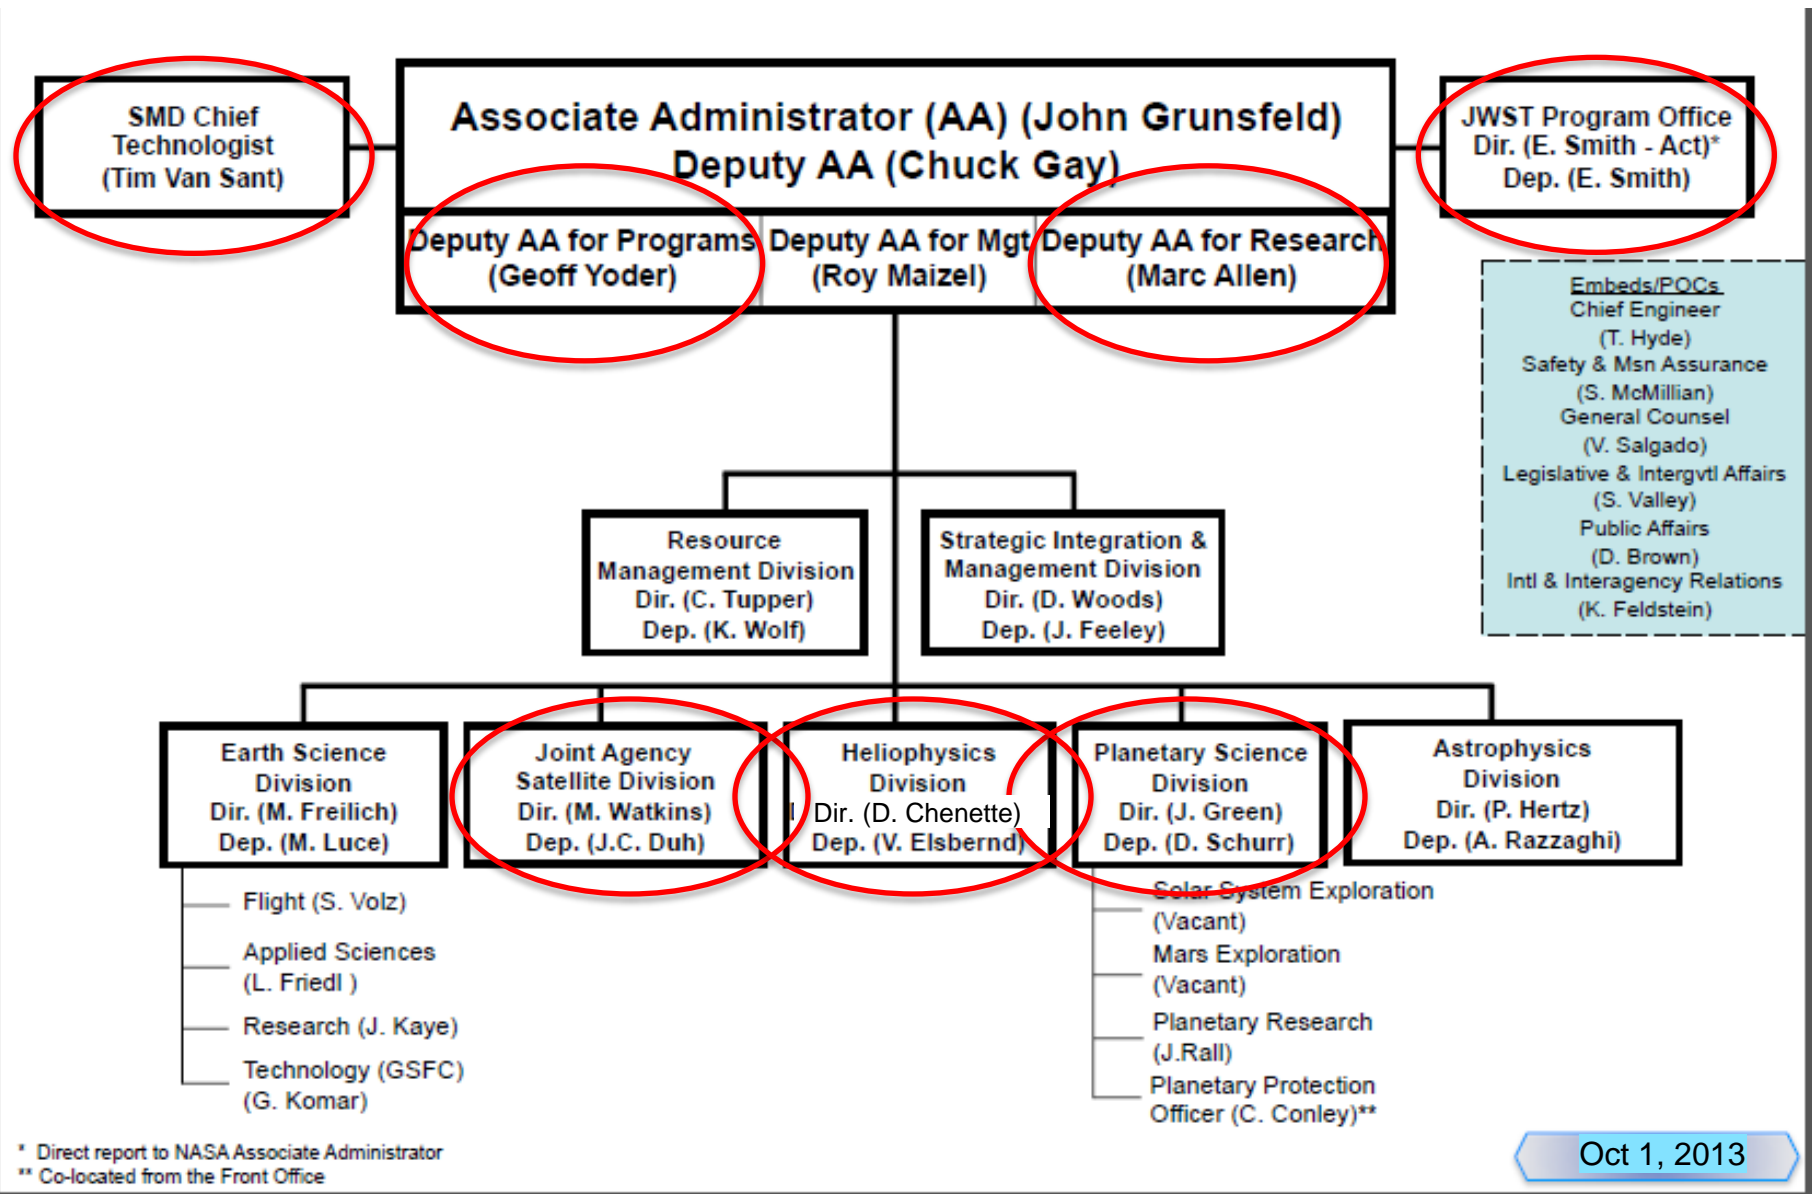 SMD Chief
Technologist
(Tim Van Sant)
Associate Administrator (AA) (John Grunsfeld)
Deputy AA (Chuck Gay)
JWST Program Office
Dir. (E. Smith - Act)*
Dep. (E. Smith)
Deputy AA for Programs
(Geoff Yoder)
Deputy AA for Mgt
(Roy Maizel)
Deputy AA for Research
(Marc Allen)
Embeds/POCs
Chief Engineer
(T. Hyde)
Safety & Msn Assurance
(S. McMillian)
General Counsel
(V. Salgado)
Legislative & Intergvtl Affairs
(S. Valley)
Public Affairs
(D. Brown)
Intl & Interagency Relations
(K. Feldstein)
Resource
Management Division
Dir. (C. Tupper)
Dep. (K. Wolf)
Strategic Integration &
Management Division
Dir. (D. Woods)
Dep. (J. Feeley)
Earth Science
Division
Dir. (M. Freilich)
Dep. (M. Luce)
Joint Agency
Satellite Division
Dir. (M. Watkins)
Dep. (J.C. Duh)
Heliophysics
Division
Dir. (D. Chenette)
Dep. (V. Elsbernd)
Planetary Science
Division
Dir. (J. Green)
Dep. (D. Schurr)
Astrophysics
Division
Dir. (P. Hertz)
Dep. (A. Razzaghi)
Flight (S. Volz)
Applied Sciences
(L. Friedl )
Research (J. Kaye)
Technology (GSFC)
(G. Komar)
Solar System Exploration
(Vacant)
Mars Exploration
(Vacant)
Planetary Research
(J.Rall)
Planetary Protection
Officer (C. Conley)**
* Direct report to NASA Associate Administrator
** Co-located from the Front Office
Oct 1, 2013